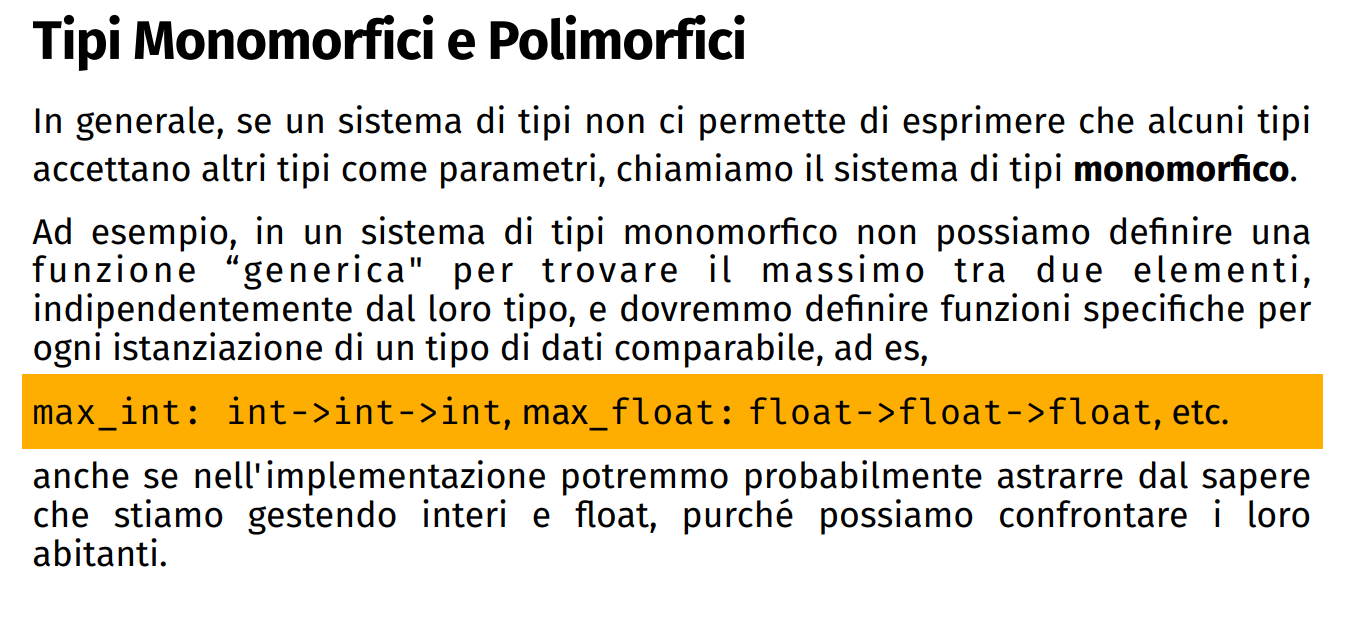 Tipi Monomorfici e Polimorfici
In generale, se un sistema di tipi non ci permette di esprimere che alcuni tipi
accettano altri tipi come parametri, chiamiamo il sistema di tipi monomorfico.
Ad esempio, in un sistema di tipi monomorfico non possiamo definire una
funzione “generica" per trovare il massimo tra due elementi,
indipendentemente dal loro tipo, e dovremmo definire funzioni specifiche per
ogni istanziazione di un tipo di dati comparabile, ad es,
max_int: int->int->int, max_float: float->float->float, etc.
anche se nell'implementazione potremmo probabilmente astrarre dal sapere
che stiamo gestendo interi e float, purché possiamo confrontare i loro
abitanti.